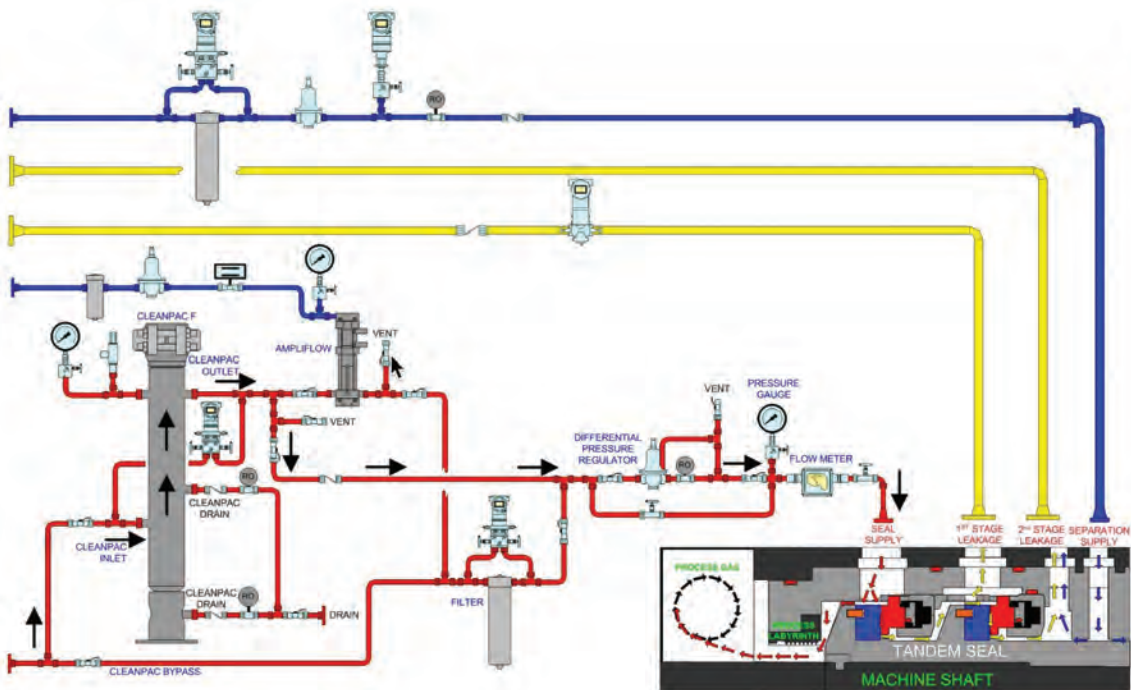 RO
CLEANPAC F
CLEANPAC
OUTLET
AMPLIFLOW
VENT
VENT
RO
CLEANPAC
DRAIN
CLEANPAC
INLET
CLEANPAC
DRAIN
RO
DRAIN
CLEANPAC BYPASS
FILTER
DIFFERENTIAL
PRESSURE
REGULATOR
RO
VENT
PRESSURE
GAUGE
FLOW METER
SEAL
SUPPLY
1ST STAGE
LEAKAGE
2nd STAGE
LEAKAGE
SEPARATION
SUPPLY
PROCESS GAS
PROCESS
LABYRINTH
TANDEM SEAL
MACHINE SHAFT